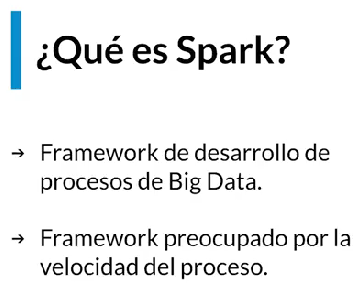 ¿Qué es Spark?
→ Framework de desarrollo de
procesos de Big Data.
→ Framework preocupado por la
velocidad del proceso.